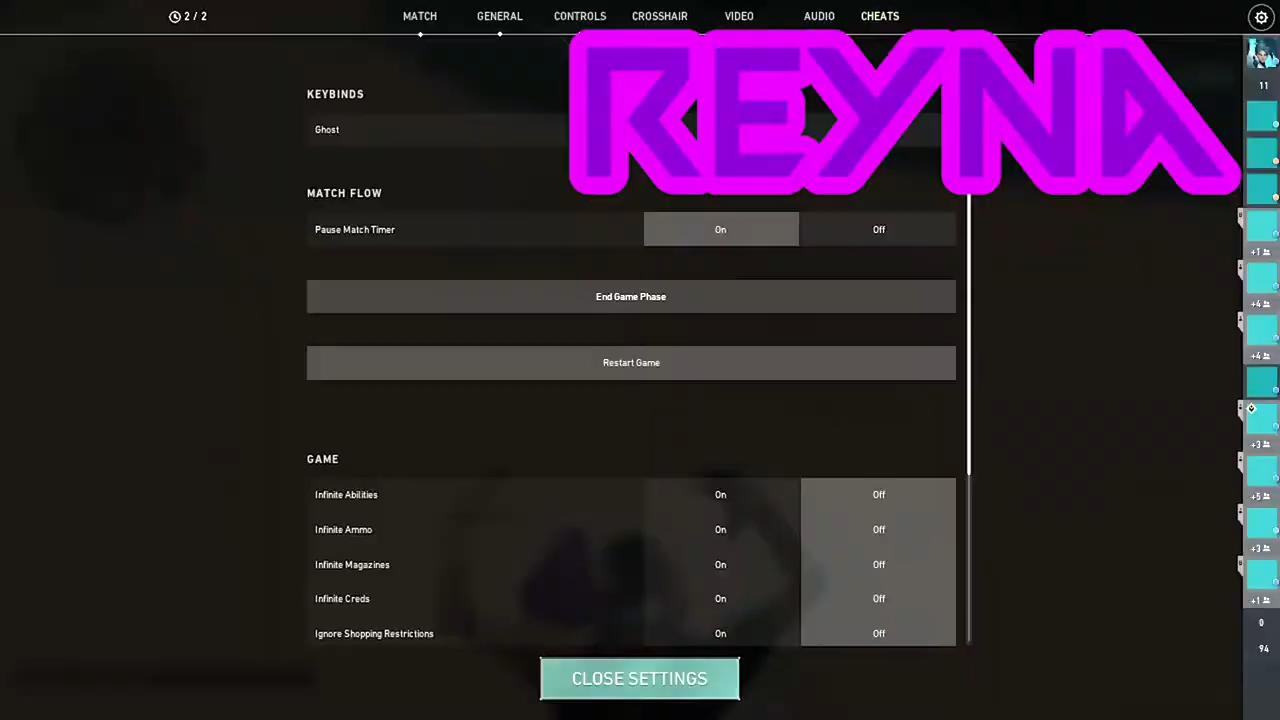 2 / 2 MATCH GENERAL CONTROLS CROSSHAIR VIDEO AUDIO CHEATS
REYNA
KEYBINDS
Ghost
MATCH FLOW
Pause Match Timer On Off
End Game Phase
Restart Game
GAME
Infinite Abilities On Off
Infinite Ammo On Off
Infinite Magazines On Off
Infinite Creds On Off
Ignore Shopping Restrictions On Off
CLOSE SETTINGS
11
+1
+4
+4
+3
+5
+3
+1
0
94